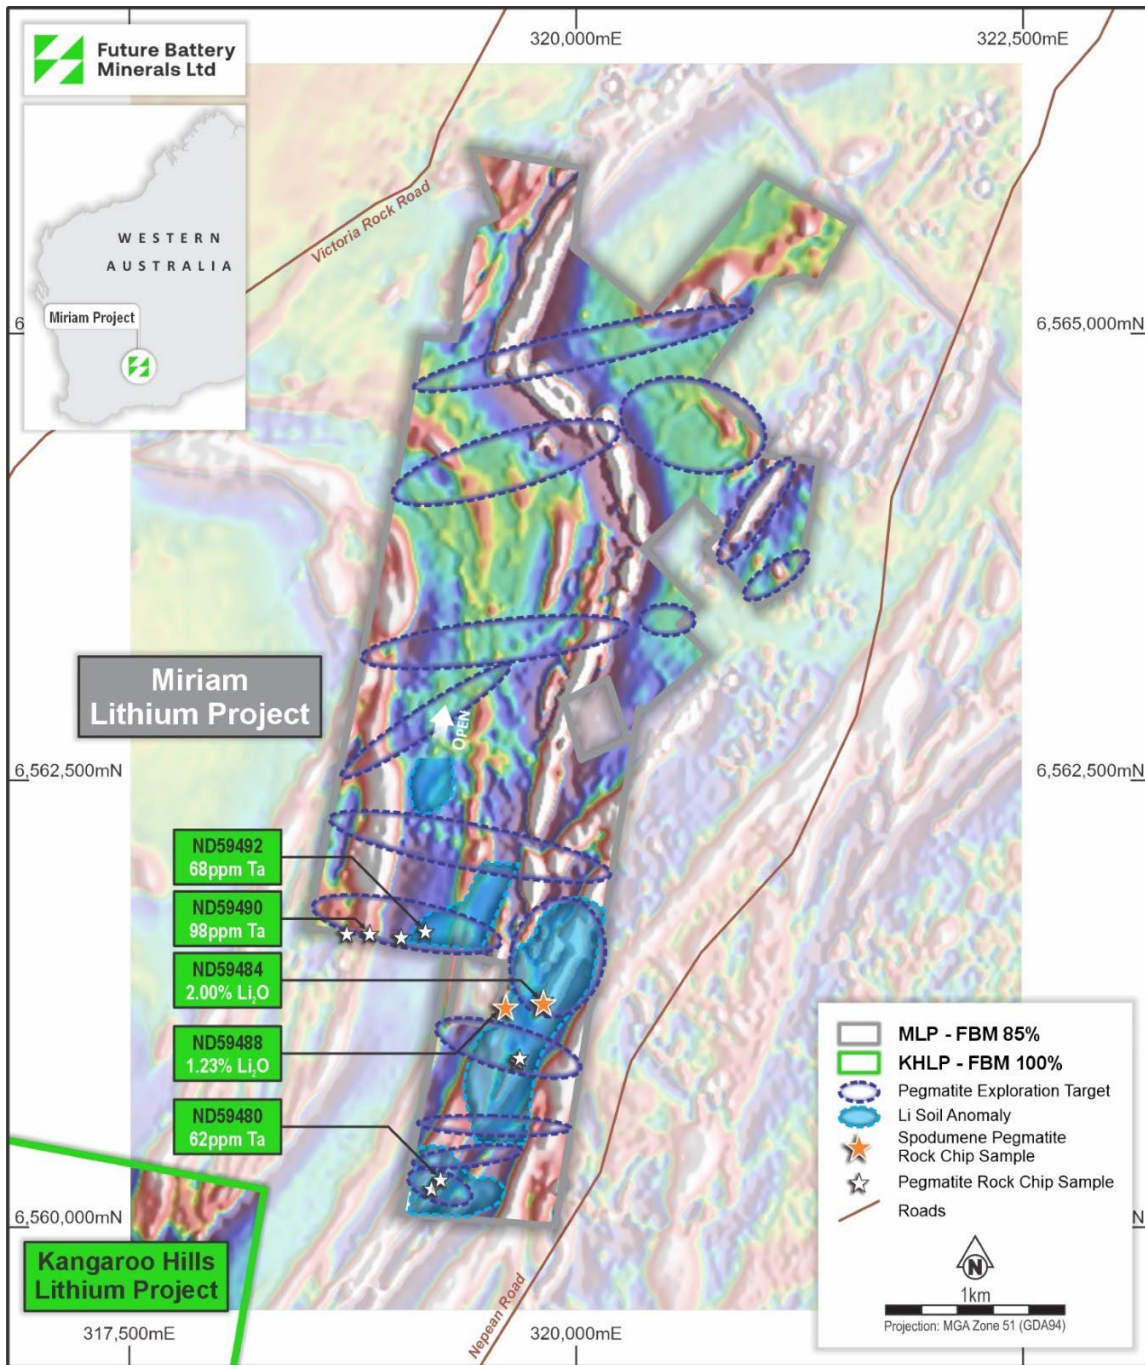 320,000mE
322,500mE
Future Battery
Minerals Ltd
WESTERN
AUSTRALIA
Miriam Project
Victoria Rock Road
6
6,565,000mN
Miriam
Lithium Project
OPEN
6,562,500mN
6,562,500mN
ND59492
68ppm Ta
ND59490
98ppm Ta
ND59484
2.00% Li₂O
ND59488
1.23% Li₂O
ND59480
62ppm Ta
MLP - FBM 85%
KHLP - FBM 100%
Pegmatite Exploration Target
Li Soil Anomaly
Spodumene Pegmatite
Rock Chip Sample
Pegmatite Rock Chip Sample
Roads
N
1km
Projection: MGA Zone 51 (GDA94)
6,560,000mN
N
Kangaroo Hills
Lithium Project
Nepean Road
317,500mE
320,000mE